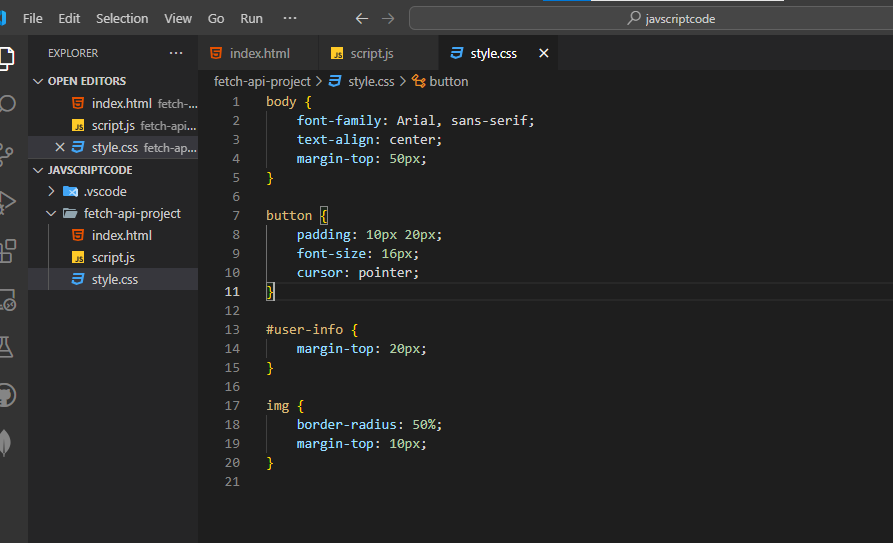 File Edit Selection View Go Run ··· ← → javscriptcode
EXPLORER ···
index.html script.js style.css ×
OPEN EDITORS
index.html fetch-...
script.js fetch-api...
× style.css fetch-ap...
JAVSCRIPTCODE
.vscode
fetch-api-project
index.html
script.js
style.css
fetch-api-project > style.css > button
1 body {
2 font-family: Arial, sans-serif;
3 text-align: center;
4 margin-top: 50px;
5 }
6
7 button {
8 padding: 10px 20px;
9 font-size: 16px;
10 cursor: pointer;
11 }
12
13 #user-info {
14 margin-top: 20px;
15 }
16
17 img {
18 border-radius: 50%;
19 margin-top: 10px;
20 }
21